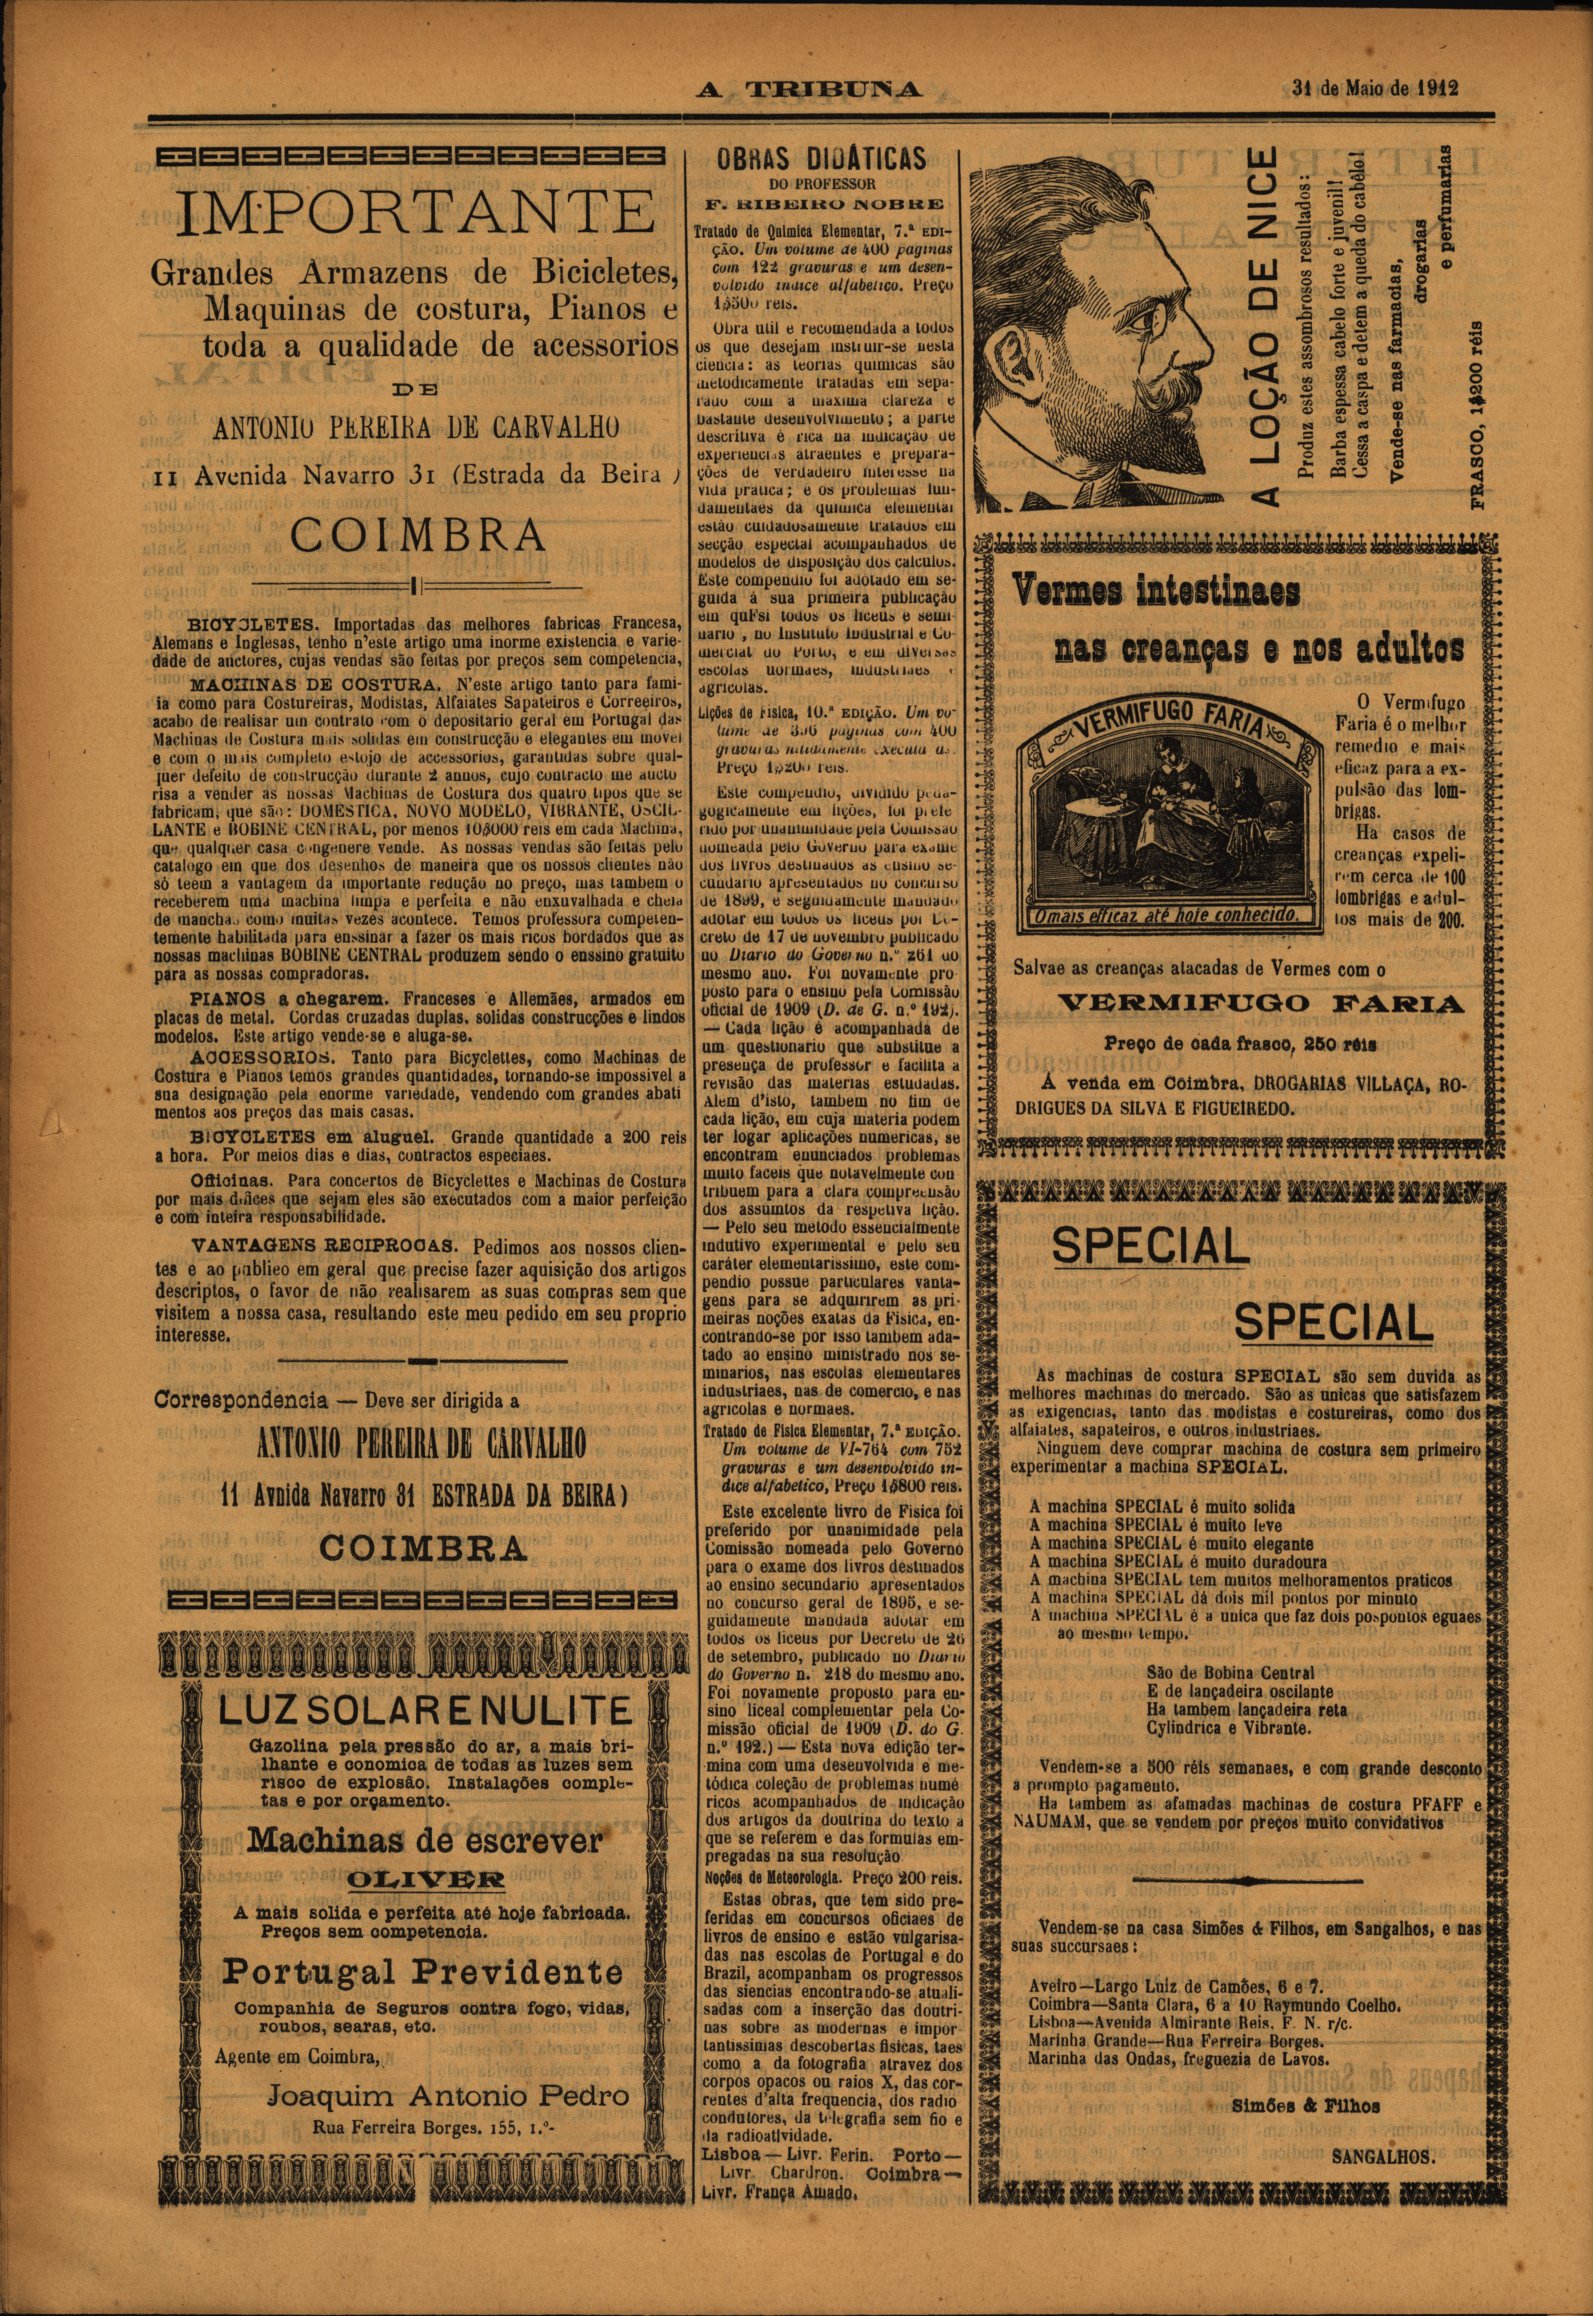 A TRIBUNA
31 de Maio de 1912
IMPORTANTE
Grandes Armazens de Bicicletes,
Maquinas de costura, Pianos e
toda a qualidade de acessorios
DE
ANTONIO PEREIRA DE CARVALHO
11 Avenida Navarro 31 (Estrada da Beira )
COIMBRA
BICYCLETES. Importadas das melhores fabricas Francesa,
Alemans e Inglesas, tenho n'este artigo uma inorme existencia e varie-
dade de auctores, cujas vendas são feitas por preços sem competencia,
MACHINAS DE COSTURA. N'este artigo tanto para fami-
ia como para Costureiras, Modistas, Alfaiates Sapateiros e Correeiros,
acabo de realisar um contrato com o depositario geral em Portugal das
Machinas de Costura mais solidas em construcção e elegantes em movel
e com o mais completo estojo de accessorios, garantidas sobre qual-
quer defeito de construcção durante 2 annos, cujo contracto me aucto
risa a vender as nossas Machinas de Costura dos quatro tipos que se
fabricam, que são: DOMESTICA, NOVO MODELO, VIBRANTE, OSCIL-
LANTE e BOBINE CENTRAL, por menos 10$000 reis em cada Machina,
que qualquer casa congenere vende. As nossas vendas são feitas pelo
catalogo em que dos desenhos de maneira que os nossos clientes não
só teem a vantagem da importante redução no preço, mas tambem o
receberem uma machina limpa e perfeita e não enxuvalhada e cheia
de manchas como muitas vezes acontece. Temos professora competen-
temente habilitada para enssinar a fazer os mais ricos bordados que as
nossas machinas BOBINE CENTRAL produzem sendo o enssino gratuito
para as nossas compradoras.
PIANOS a chegarem. Franceses e Allemães, armados em
placas de metal. Cordas cruzadas duplas, solidas construcções e lindos
modelos. Este artigo vende-se e aluga-se.
ACCESSORIOS. Tanto para Bicyclettes, como Machinas de
Costura e Pianos temos grandes quantidades, tornando-se impossivel a
sua designação pela enorme variedade, vendendo com grandes abati
mentos aos preços das mais casas.
BICYCLETES em aluguel. Grande quantidade a 200 reis
a hora. Por meios dias e dias, contractos especiaes.
Officinas. Para concertos de Bicyclettes e Machinas de Costura
por mais dificeis que sejam eles são executados com a maior perfeição
e com inteira responsabilidade.
VANTAGENS RECIPROCAS. Pedimos aos nossos clien-
tes e ao publieo em geral que precise fazer aquisição dos artigos
descriptos, o favor de não realisarem as suas compras sem que
visitem a nossa casa, resultando este meu pedido em seu proprio
interesse.
Correspondencia — Deve ser dirigida a
ANTONIO PEREIRA DE CARVALHO
11 Avnida Navarro 31 ESTRADA DA BEIRA)
COIMBRA
LUZ SOLAR ENULITE
Gazolina pela pressão do ar, a mais bri-
lhante e conomica de todas as luzes sem
risco de explosão. Instalações comple-
tas e por orçamento.
Machinas de escrever
OLIVER
A mais solida e perfeita até hoje fabricada.
Preços sem competencia.
Portugal Previdente
Companhia de Seguros contra fogo, vidas,
roubos, searas, etc.
Agente em Coimbra,
Joaquim Antonio Pedro
Rua Ferreira Borges. 155, 1.º-
OBRAS DIDÁTICAS
DO PROFESSOR
F. RIBEIRO NOBRE
Tratado de Quimica Elementar, 7.ª EDI-
ÇÃO. Um volume de 400 paginas
com 122 gravuras e um desen-
volvido indice alfabetico. Preço
1$500 reis.
Obra util e recomendada a todos
os que desejam instruir-se nesta
ciencia: as teorias quimicas são
metodicamente tratadas em sepa-
rado com a maxima clareza e
bastante desenvolvimento; a parte
descritiva é rica na indicação de
experiencias atraentes e prepara-
ções de verdadeiro interesse na
vida pratica; e os problemas fun-
damentaes da quimica elementar
estão cuidadosamente tratados em
secção especial acompanhados de
modelos de disposição dos calculos.
Este compendio foi adotado em se-
guida á sua primeira publicação
em quFsi todos os liceus e semi
nario , no Instituto Industrial e Co-
mercial do Porto, e em diversas
escolas normaes, industriaes e
agricolas.
Lições de Fisica, 10.ª EDIÇÃO. Um vo-
lume de 356 paginas com 400
gravuras nitidamente executa as.
Preço 1$200 reis.
Este compendio, dividido peda-
gogicamente em lições, foi prefe
rido por unanimidade pela Comissão
nomeada pelo Governo para exame
dos livros destinados as ensino se-
cundario apresentados no concurso
de 1899, e seguidamente mandado
adotar em todos os liceus por De-
creto de 17 de novembro publicado
no Diario do Governo n.º 261 do
mesmo ano. Foi novamente pro
posto para o ensino pela Comissão
oficial de 1909 (D. de G. n.º 192).
— Cada lição é acompanhada de
um questionario que substitue a
presença de professor e facilita a
revisão das materias estudadas.
Alem d'isto, tambem no fim de
cada lição, em cuja materia podem
ter logar aplicações numericas, se
encontram enunciados problemas
muito faceis que notavelmente con
tribuem para a clara compreensão
dos assuntos da respetiva lição.
— Pelo seu metodo essencialmente
indutivo experimental e pelo seu
caráter elementarissimo, este com-
pendio possue particulares vanta-
gens para se adquirirem as pri-
meiras noções exatas da Fisica, en-
contrando-se por isso tambem ada-
tado ao ensino ministrado nos se-
minarios, nas escolas elementares
industriaes, nas de comercio, e nas
agricolas e normaes.
Tratado de Fisica Elementar, 7.ª EDIÇÃO.
Um volume de VI-764 com 752
gravuras e um desenvolvido in-
dice alfabetico, Preço 1$800 reis.
Este excelente livro de Fisica foi
preferido por unanimidade pela
Comissão nomeada pelo Governo
para o exame dos livros destinados
ao ensino secundario apresentados
no concurso geral de 1895, e se-
guidamente mandada adotar em
todos os liceus por Decreto de 26
de setembro, publicado no Diario
do Governo n. 218 do mesmo ano.
Foi novamente proposto para en-
sino liceal complementar pela Co-
missão oficial de 1909 (D. do G.
n.º 192.) — Esta nova edição ter-
mina com uma desenvolvida e me-
tódica coleção de problemas numé
ricos acompanhados de indicação
dos artigos da doutrina do texto a
que se referem e das formulas em-
pregadas na sua resolução
Noções de Meteorologia. Preço 200 reis.
Estas obras, que tem sido pre-
feridas em concursos oficiaes de
livros de ensino e estão vulgarisa-
das nas escolas de Portugal e do
Brazil, acompanham os progressos
das siencias encontrando-se atuali-
sadas com a inserção das doutri-
nas sobre as modernas e impor
tantissimas descobertas fisicas, taes
como a da fotografia atravez dos
corpos opacos ou raios X, das cor-
rentes d'alta frequencia, dos radio
condutores, da telegrafia sem fio e
da radioatividade.
Lisboa — Livr. Ferin. Porto —
Livr. Chardron. Coimbra —
Livr. França Amado.
A LOÇÃO DE NICE
Produz estes assombrosos resultados:
Barba espessa cabelo forte e juvenil!
Cessa a caspa e detem a queda do cabêlo!
Vende-se nas farmacias,
drogarias
e perfumarias
FRASCO, 1$200 réis
Vermes intestinaes
nas creanças e nos adultos
VERMIFUGO FARIA
O mais efficaz até hoje conhecido.
O Vermifugo
Faria é o melhor
remedio e mais
eficaz para a ex-
pulsão das lom-
brigas.
Ha casos de
creanças expeli-
rem cerca de 100
lombrigas e adul-
tos mais de 200.
Salvae as creanças atacadas de Vermes com o
VERMIFUGO FARIA
Preço de cada frasco, 250 réis
Á venda em Coimbra, DROGARIAS VILLAÇA, RO-
DRIGUES DA SILVA E FIGUEIREDO.
SPECIAL
SPECIAL
As machinas de costura SPECIAL são sem duvida as
melhores machinas do mercado. São as unicas que satisfazem
as exigencias, tanto das modistas e costureiras, como dos
alfaiates, sapateiros, e outros industriaes.
Ninguem deve comprar machina de costura sem primeiro
experimentar a machina SPECIAL.
A machina SPECIAL é muito solida
A machina SPECIAL é muito leve
A machina SPECIAL é muito elegante
A machina SPECIAL é muito duradoura
A machina SPECIAL tem muitos melhoramentos praticos
A machina SPECIAL dá dois mil pontos por minuto
A machina SPECIAL é a unica que faz dois pospontos eguaes
ao mesmo tempo.
São de Bobina Central
E de lançadeira oscilante
Ha tambem lançadeira reta
Cylindrica e Vibrante.
Vendem-se a 500 réis semanaes, e com grande desconto
a prompto pagamento.
Ha tambem as afamadas machinas de costura PFAFF e
NAUMAM, que se vendem por preços muito convidativos
Vendem-se na casa Simões & Filhos, em Sangalhos, e nas
suas succursaes:
Aveiro—Largo Luiz de Camões, 6 e 7.
Coimbra—Santa Clara, 6 a 10 Raymundo Coelho.
Lisboa—Avenida Almirante Reis. F. N. r/c.
Marinha Grande—Rua Ferreira Borges.
Marinha das Ondas, freguezia de Lavos.
Simões & Filhos
SANGALHOS.